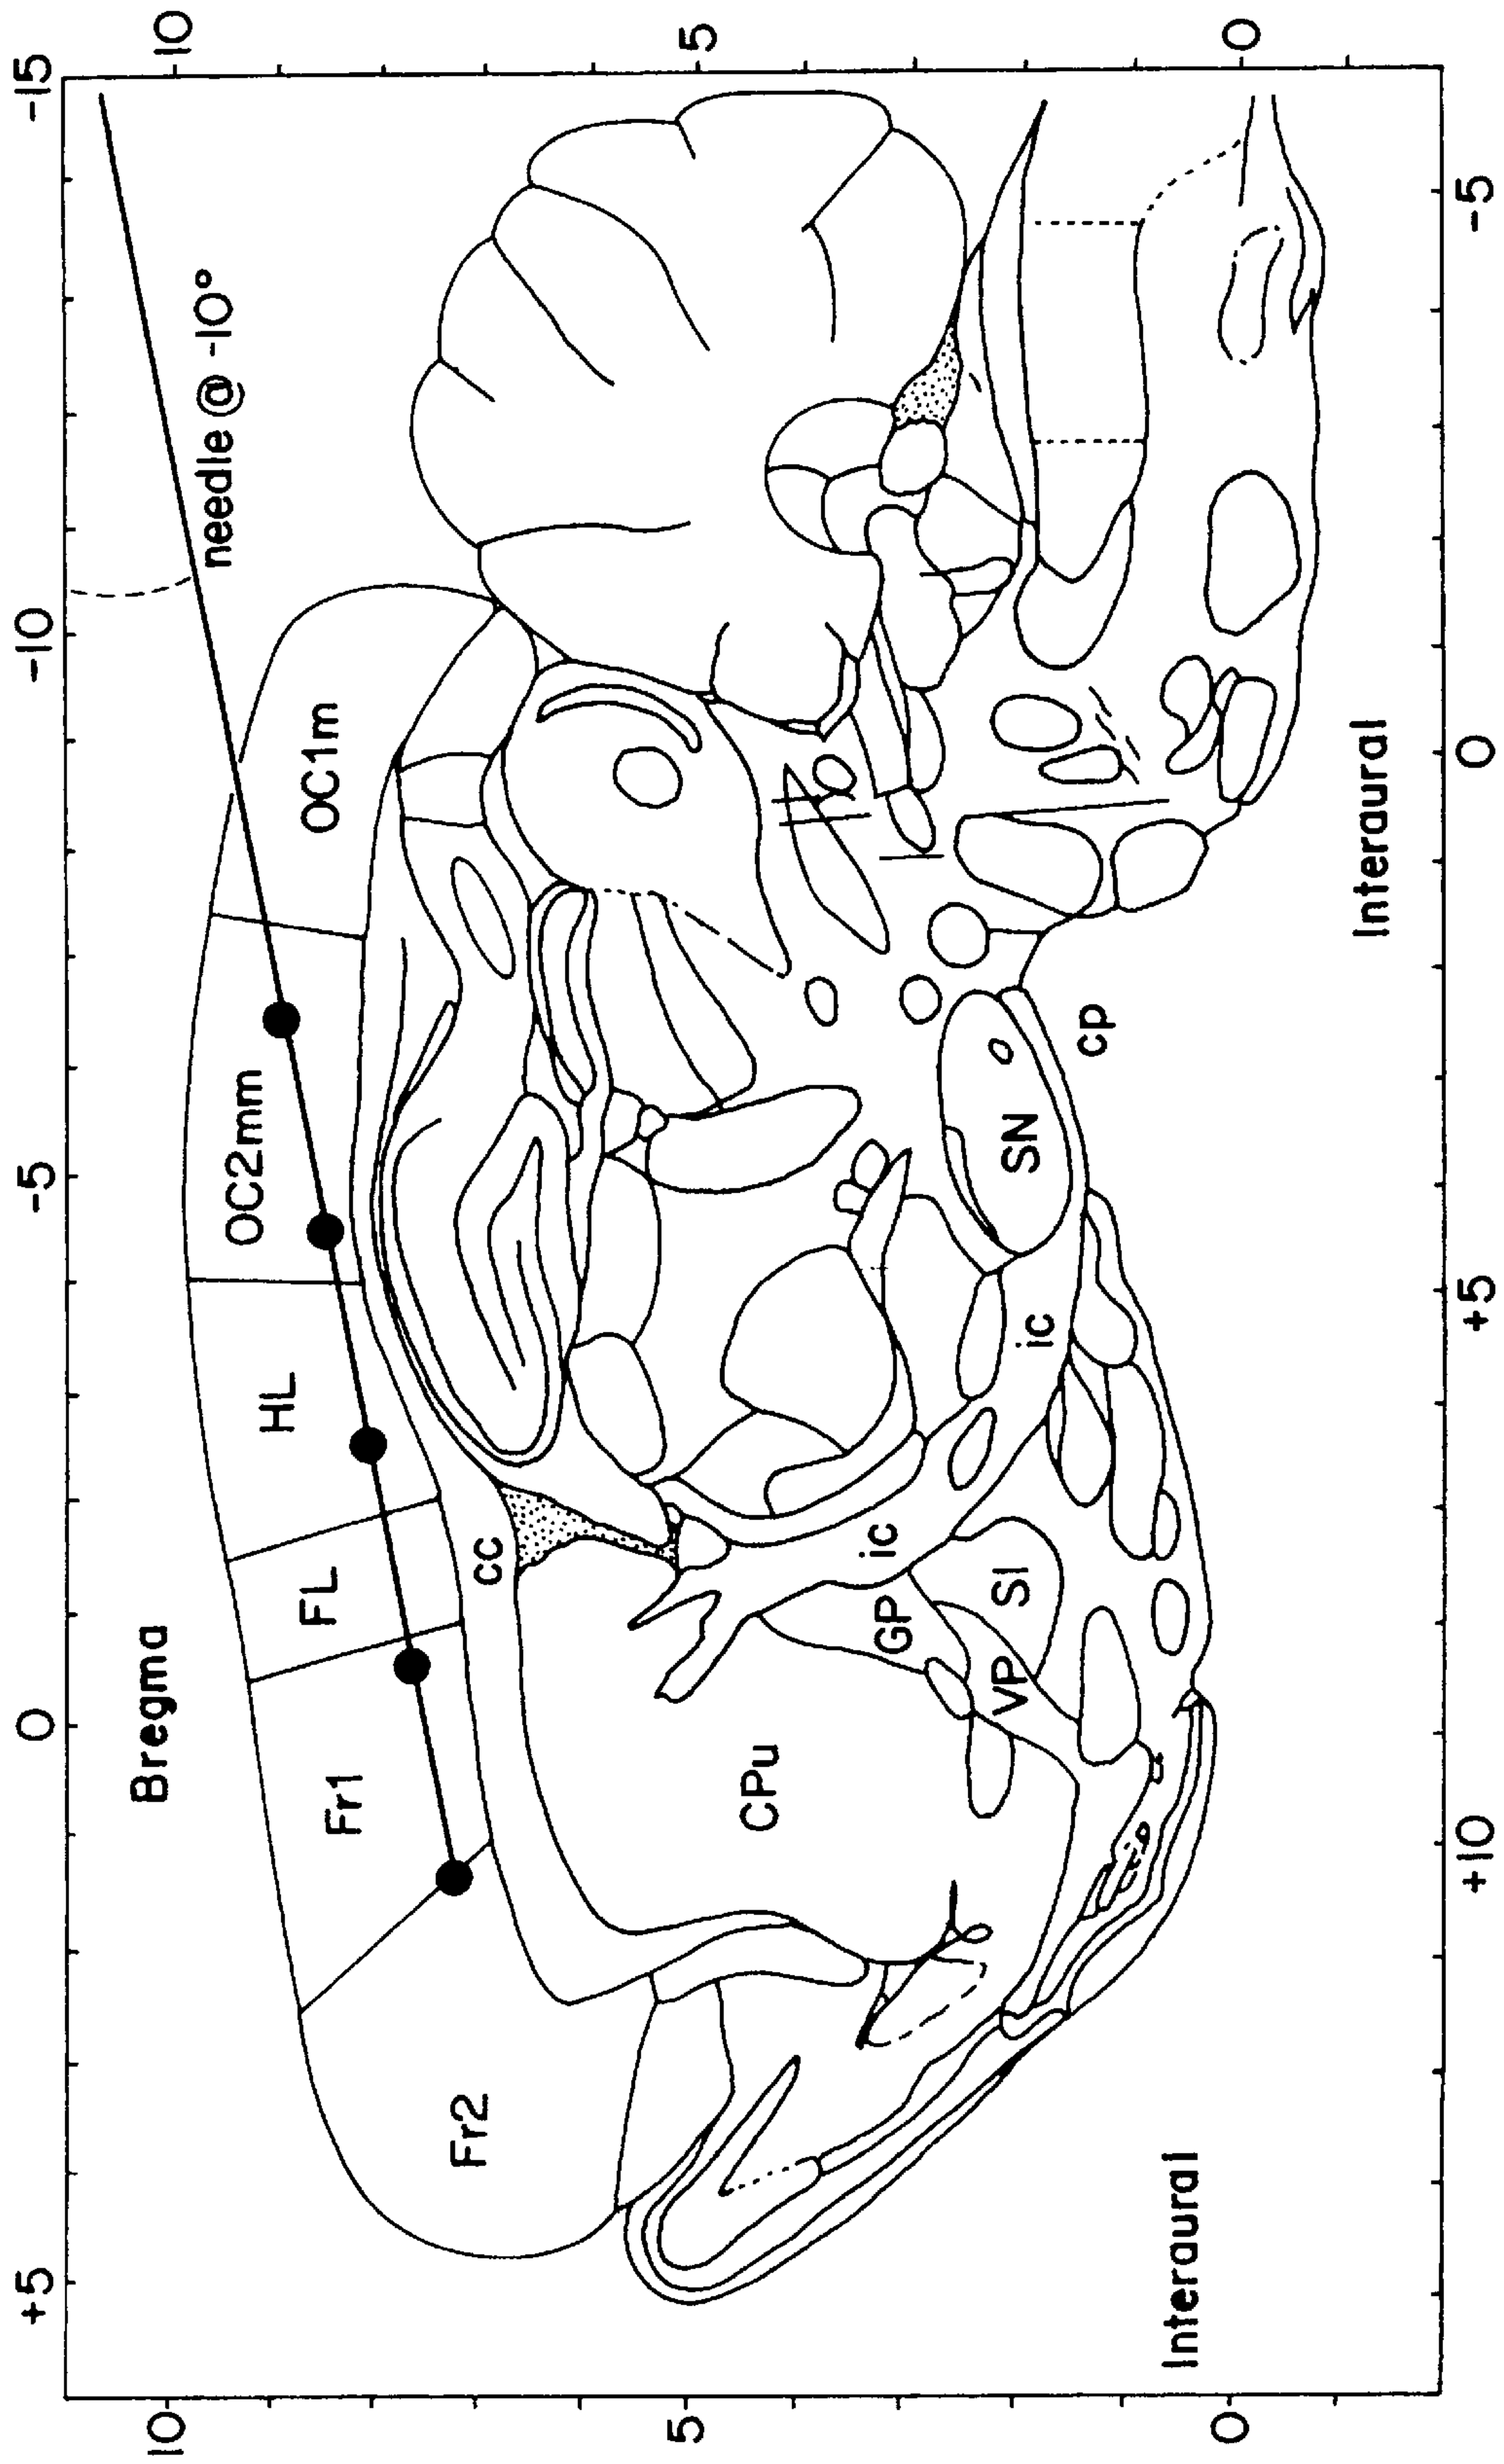 +5
0
-5
-10
-15
Bregma
10
5
0
10
5
0
needle @ -10°
Fr2
Fr1
FL
HL
OC2mm
OC1m
cc
CPu
GP
ic
VP
SI
ic
SN
cp
Interaural
Interaural
+10
+5
0
-5